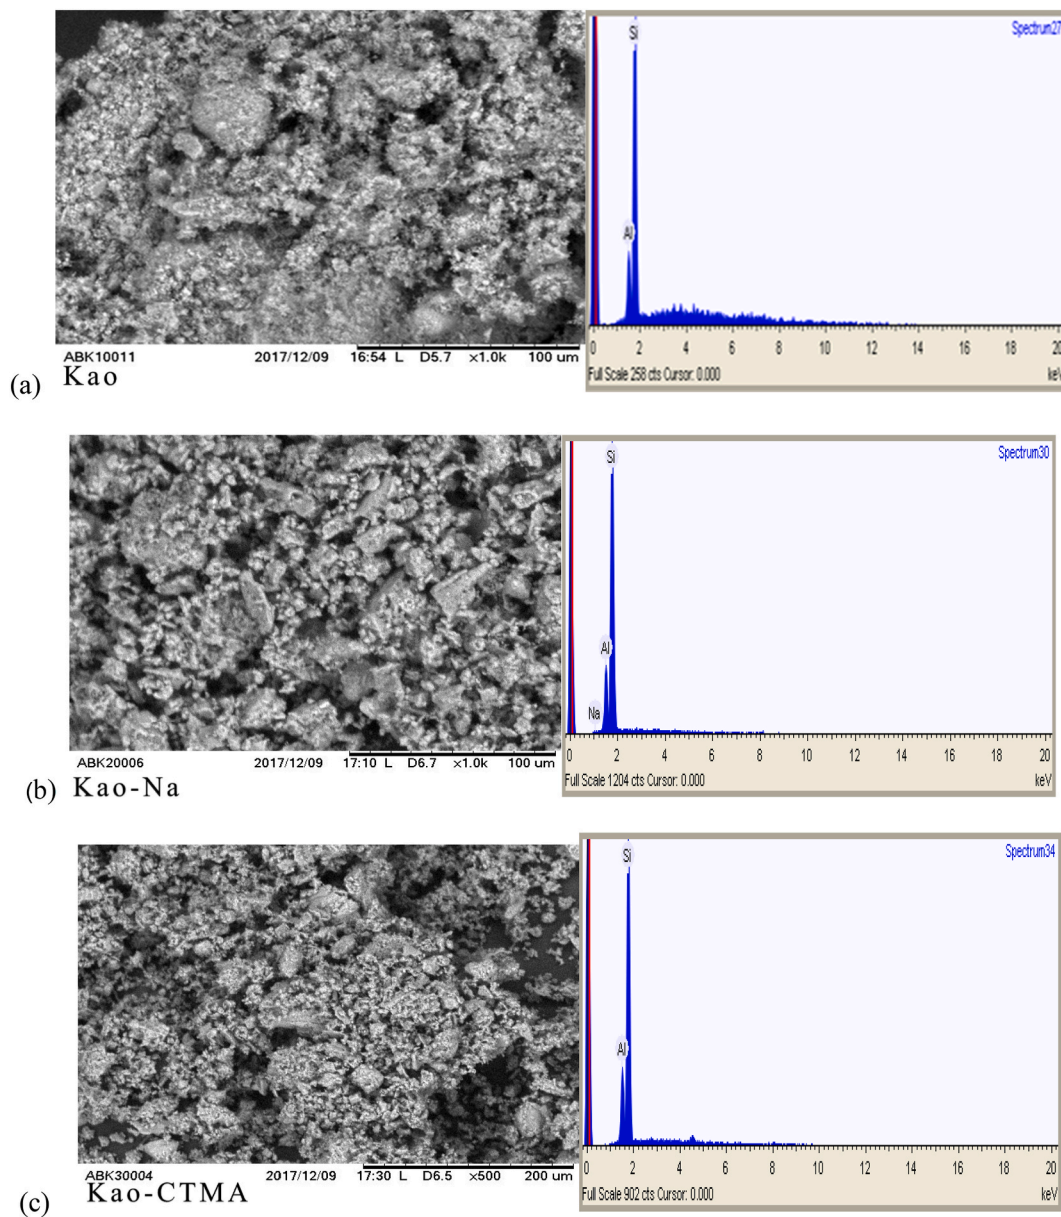 Si
Spectrum27
Al
0 2 4 6 8 10 12 14 16 18 20
Full Scale 258 cts Cursor: 0.000 keV
ABK10011 2017/12/09 16:54 L D5.7 ×1.0k 100 um
(a) Kao
Si
Spectrum30
Al
Na
0 2 4 6 8 10 12 14 16 18 20
Full Scale 1204 cts Cursor: 0.000 keV
ABK20006 2017/12/09 17:10 L D6.7 ×1.0k 100 um
(b) Kao-Na
Si
Spectrum34
Al
0 2 4 6 8 10 12 14 16 18 20
Full Scale 902 cts Cursor: 0.000 keV
ABK30004 2017/12/09 17:30 L D6.5 ×500 200 um
(c) Kao-CTMA